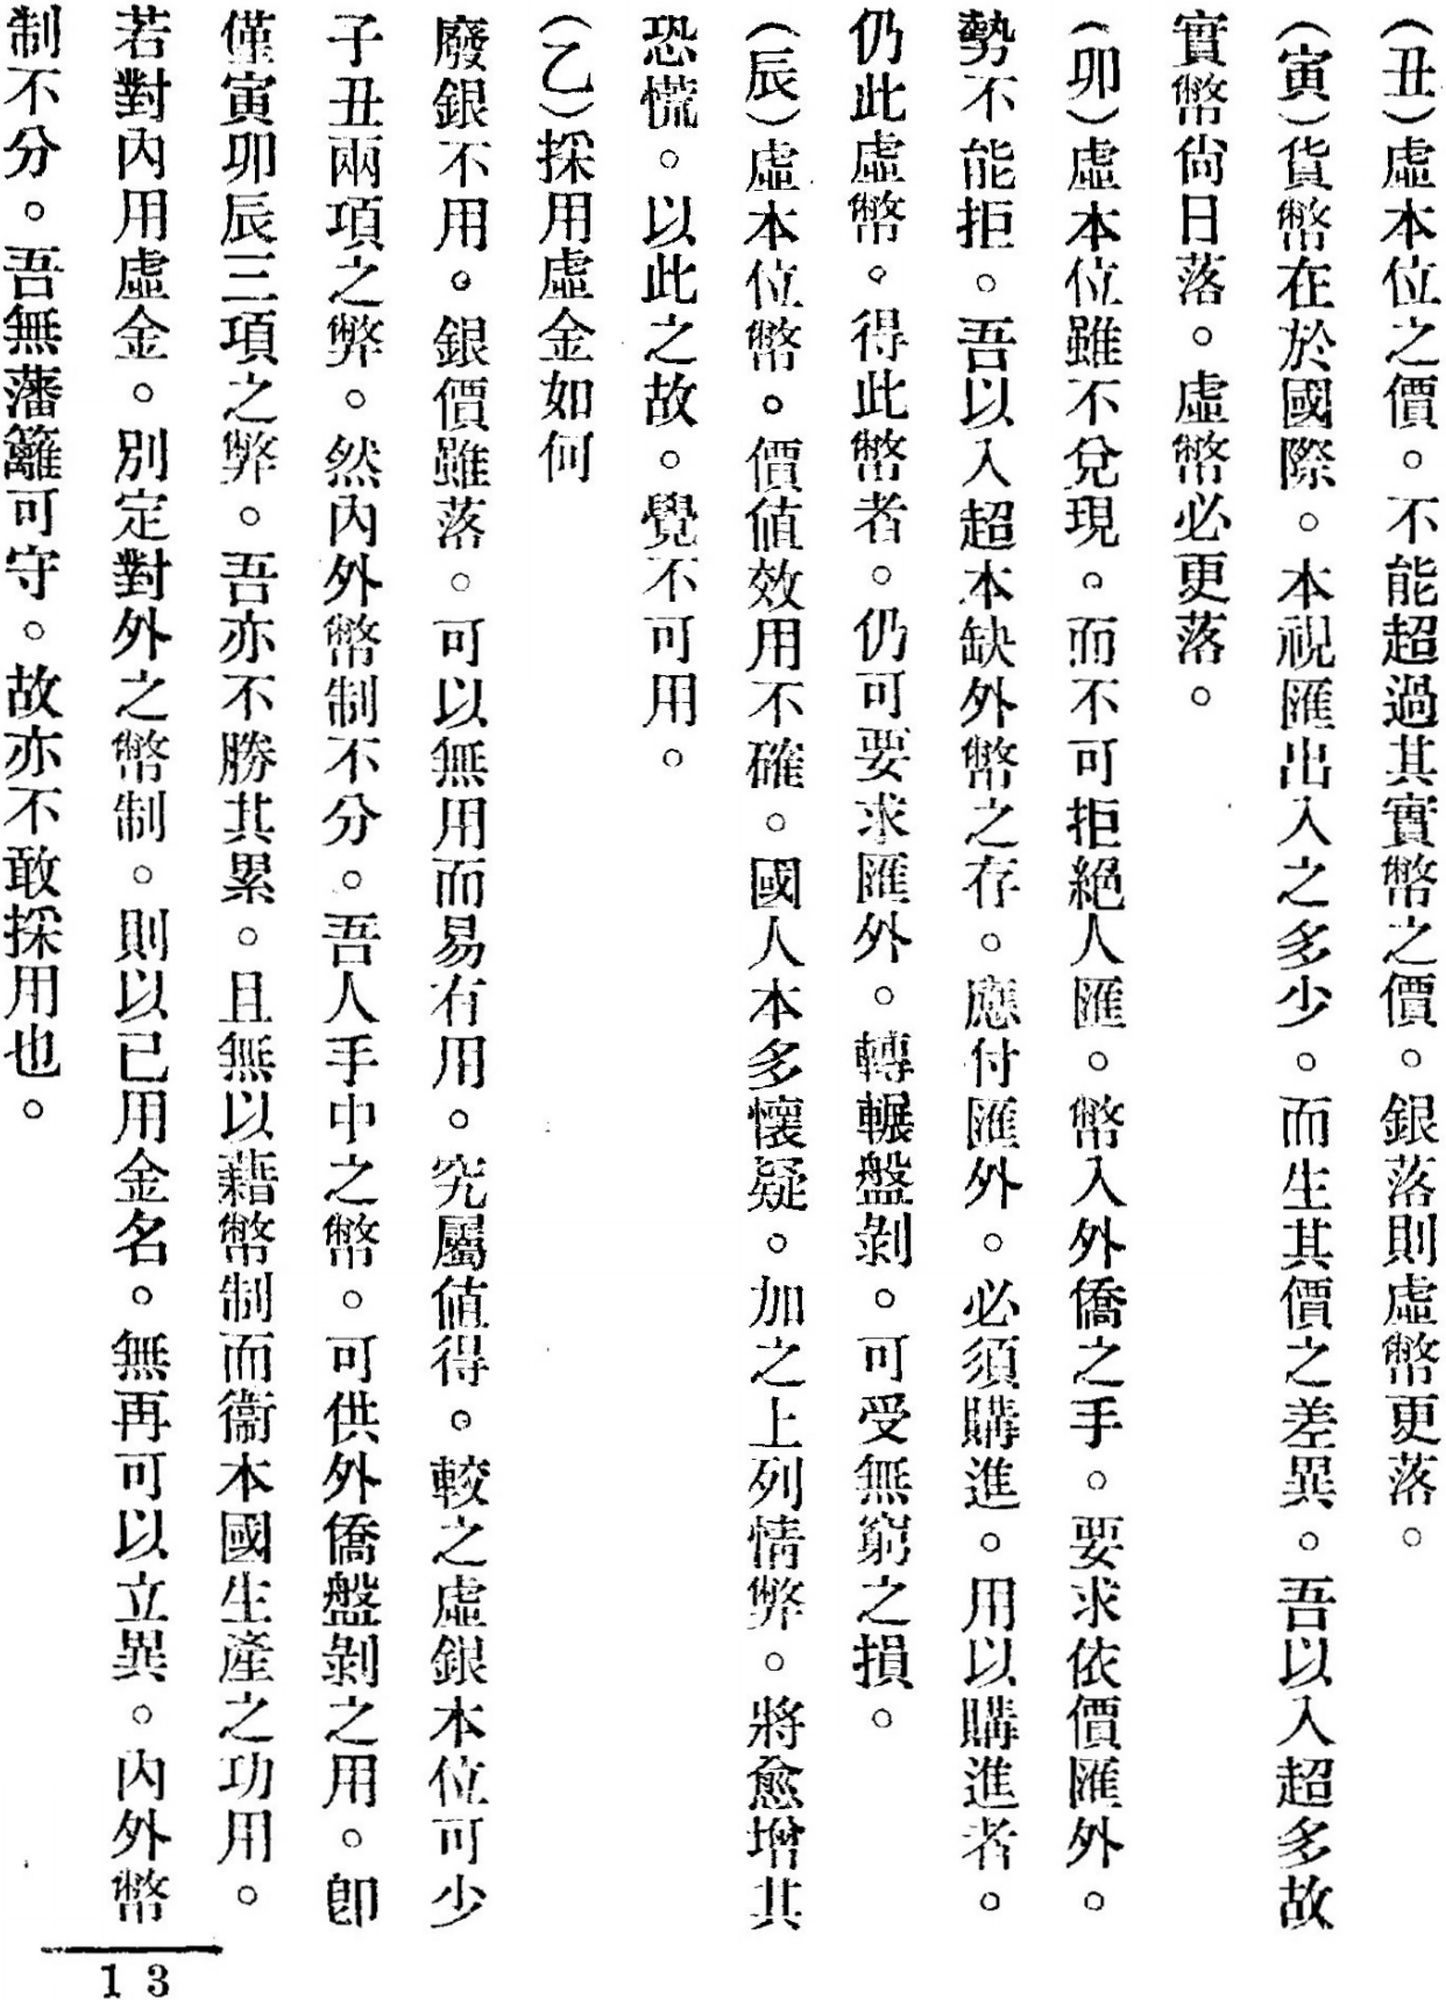 (丑)虛本位之價。不能超過其實幣之價。銀落則虛幣更落。
(寅)貨幣在於國際。本視匯出入之多少。而生其價之差異。吾以入超多故
實幣尙日落。虛幣必更落。
(卯)虛本位雖不兌現。而不可拒絕人匯。幣入外僑之手。要求依價匯外。
勢不能拒。吾以入超本缺外幣之存。應付匯外。必須購進。用以購進者。
仍此虛幣。得此幣者。仍可要求匯外。轉輾盤剝。可受無窮之損。
(辰)虛本位幣。價値效用不確。國人本多懷疑。加之上列情弊。將愈增其
恐慌。以此之故。覺不可用。
(乙)採用虛金如何
廢銀不用。銀價雖落。可以無用而易有用。究屬値得。較之虛銀本位可少
子丑兩項之弊。然內外幣制不分。吾人手中之幣。可供外僑盤剝之用。卽
僅寅卯辰三項之弊。吾亦不勝其累。且無以藉幣制而衞本國生產之功用。
若對內用虛金。別定對外之幣制。則以已用金名。無再可以立異。內外幣
制不分。吾無藩籬可守。故亦不敢採用也。
13